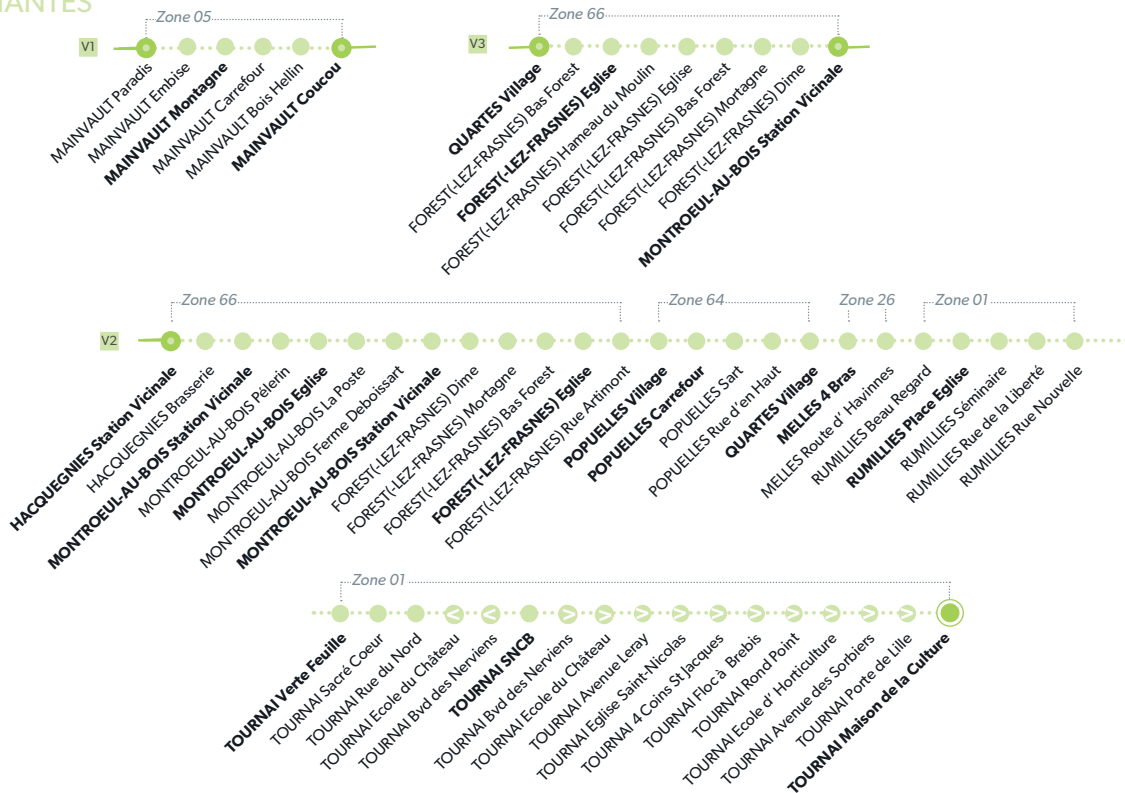 IANTES
Zone 05
V1
MAINVAULT Paradis
MAINVAULT Embise
MAINVAULT Montagne
MAINVAULT Carrefour
MAINVAULT Bois Hellin
MAINVAULT Coucou
Zone 66
V3
QUARTES Village
FOREST(-LEZ-FRASNES) Bas Forest
FOREST(-LEZ-FRASNES) Eglise
FOREST(-LEZ-FRASNES) Hameau du Moulin
FOREST(-LEZ-FRASNES) Eglise
FOREST(-LEZ-FRASNES) Bas Forest
FOREST(-LEZ-FRASNES) Mortagne
FOREST(-LEZ-FRASNES) Dime
MONTROEUL-AU-BOIS Station Vicinale
Zone 66
Zone 64
Zone 26
Zone 01
V2
HACQUEGNIES Station Vicinale
HACQUEGNIES Brasserie
MONTROEUL-AU-BOIS Station Vicinale
MONTROEUL-AU-BOIS Pélerin
MONTROEUL-AU-BOIS Eglise
MONTROEUL-AU-BOIS La Poste
MONTROEUL-AU-BOIS Ferme Deboissart
MONTROEUL-AU-BOIS Station Vicinale
FOREST(-LEZ-FRASNES) Dime
FOREST(-LEZ-FRASNES) Mortagne
FOREST(-LEZ-FRASNES) Bas Forest
FOREST(-LEZ-FRASNES) Eglise
FOREST(-LEZ-FRASNES) Rue Artimont
POPUELLES Village
POPUELLES Carrefour
POPUELLES Sart
POPUELLES Rue d'en Haut
QUARTES Village
MELLES 4 Bras
MELLES Route d' Havinnes
RUMILLIES Beau Regard
RUMILLIES Place Eglise
RUMILLIES Séminaire
RUMILLIES Rue de la Liberté
RUMILLIES Rue Nouvelle
Zone 01
TOURNAI Verte Feuille
TOURNAI Sacré Coeur
TOURNAI Rue du Nord
TOURNAI Ecole du Château
TOURNAI Bvd des Nerviens
TOURNAI SNCB
TOURNAI Bvd des Nerviens
TOURNAI Ecole du Château
TOURNAI Avenue Leray
TOURNAI Eglise Saint-Nicolas
TOURNAI 4 Coins St Jacques
TOURNAI Floc à Brebis
TOURNAI Rond Point
TOURNAI Ecole d' Horticulture
TOURNAI Avenue des Sorbiers
TOURNAI Porte de Lille
TOURNAI Maison de la Culture